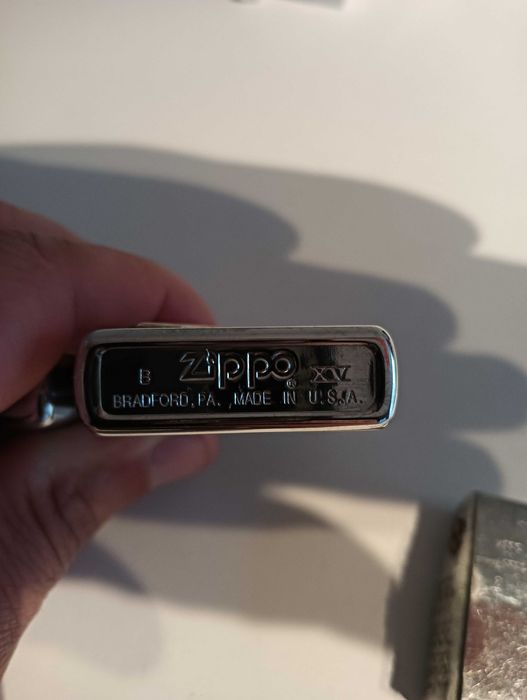 B Zippo ® XV
BRADFORD, PA. , MADE IN U.S.A.